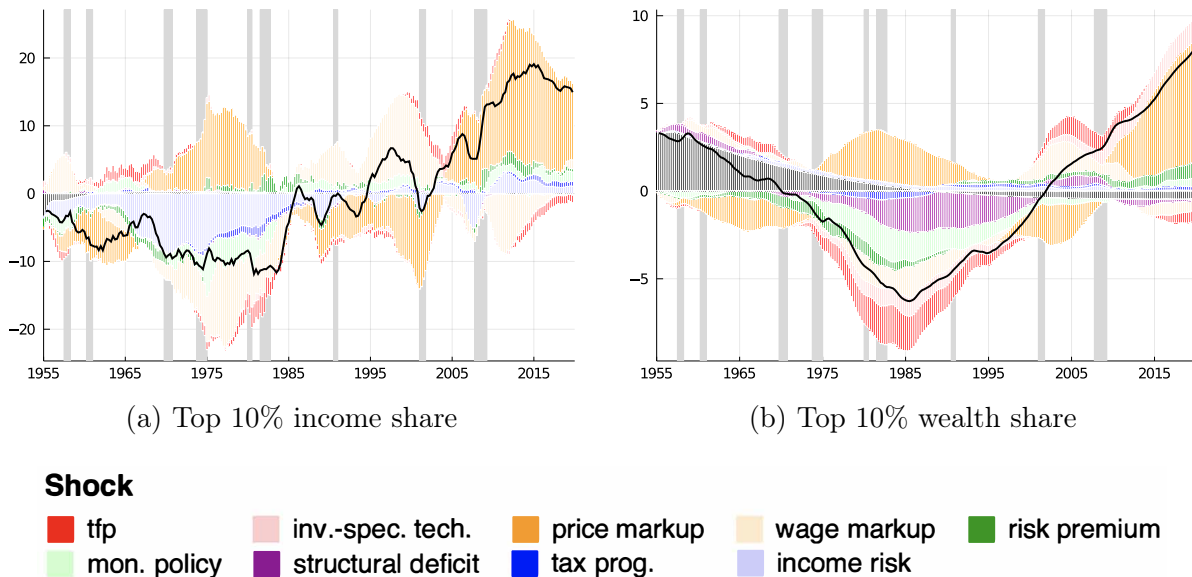 20
10
0
−10
−20
1955 1965 1975 1985 1995 2005 2015
(a) Top 10% income share
10
5
0
−5
1955 1965 1975 1985 1995 2005 2015
(b) Top 10% wealth share
Shock
tfp inv.-spec. tech. price markup wage markup risk premium
mon. policy structural deficit tax prog. income risk